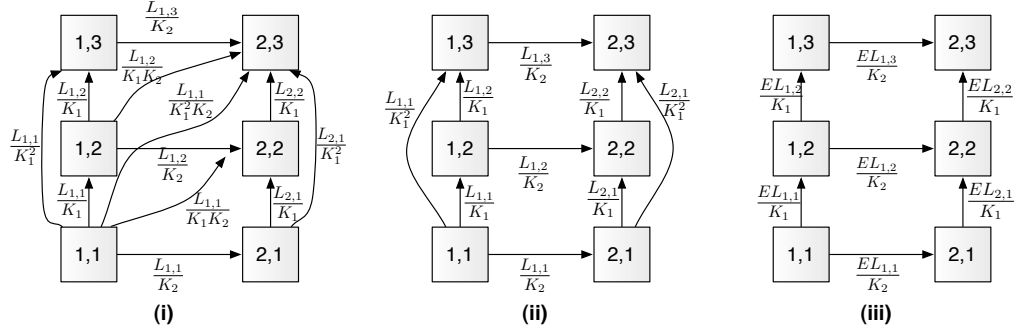 L_{1,3}/K_2
1,3 2,3 1,3 2,3 1,3 2,3
L_{1,2}/K_1K_2 L_{1,3}/K_2 EL_{1,3}/K_2
L_{1,2}/K_1 L_{1,1}/K_1^2K_2 L_{2,2}/K_1 L_{1,1}/K_1^2 L_{1,2}/K_1 L_{2,2}/K_1 L_{2,1}/K_1^2 EL_{1,2}/K_1 EL_{2,2}/K_1
L_{1,1}/K_1^2 1,2 2,2 L_{2,1}/K_1^2 1,2 2,2 1,2 2,2
L_{1,2}/K_2 L_{1,2}/K_2 EL_{1,2}/K_2
L_{1,1}/K_1 L_{1,1}/K_1K_2 L_{2,1}/K_1 L_{1,1}/K_1 L_{2,1}/K_1 EL_{1,1}/K_1 EL_{2,1}/K_1
1,1 2,1 1,1 2,1 1,1 2,1
L_{1,1}/K_2 L_{1,1}/K_2 EL_{1,1}/K_2
(i) (ii) (iii)